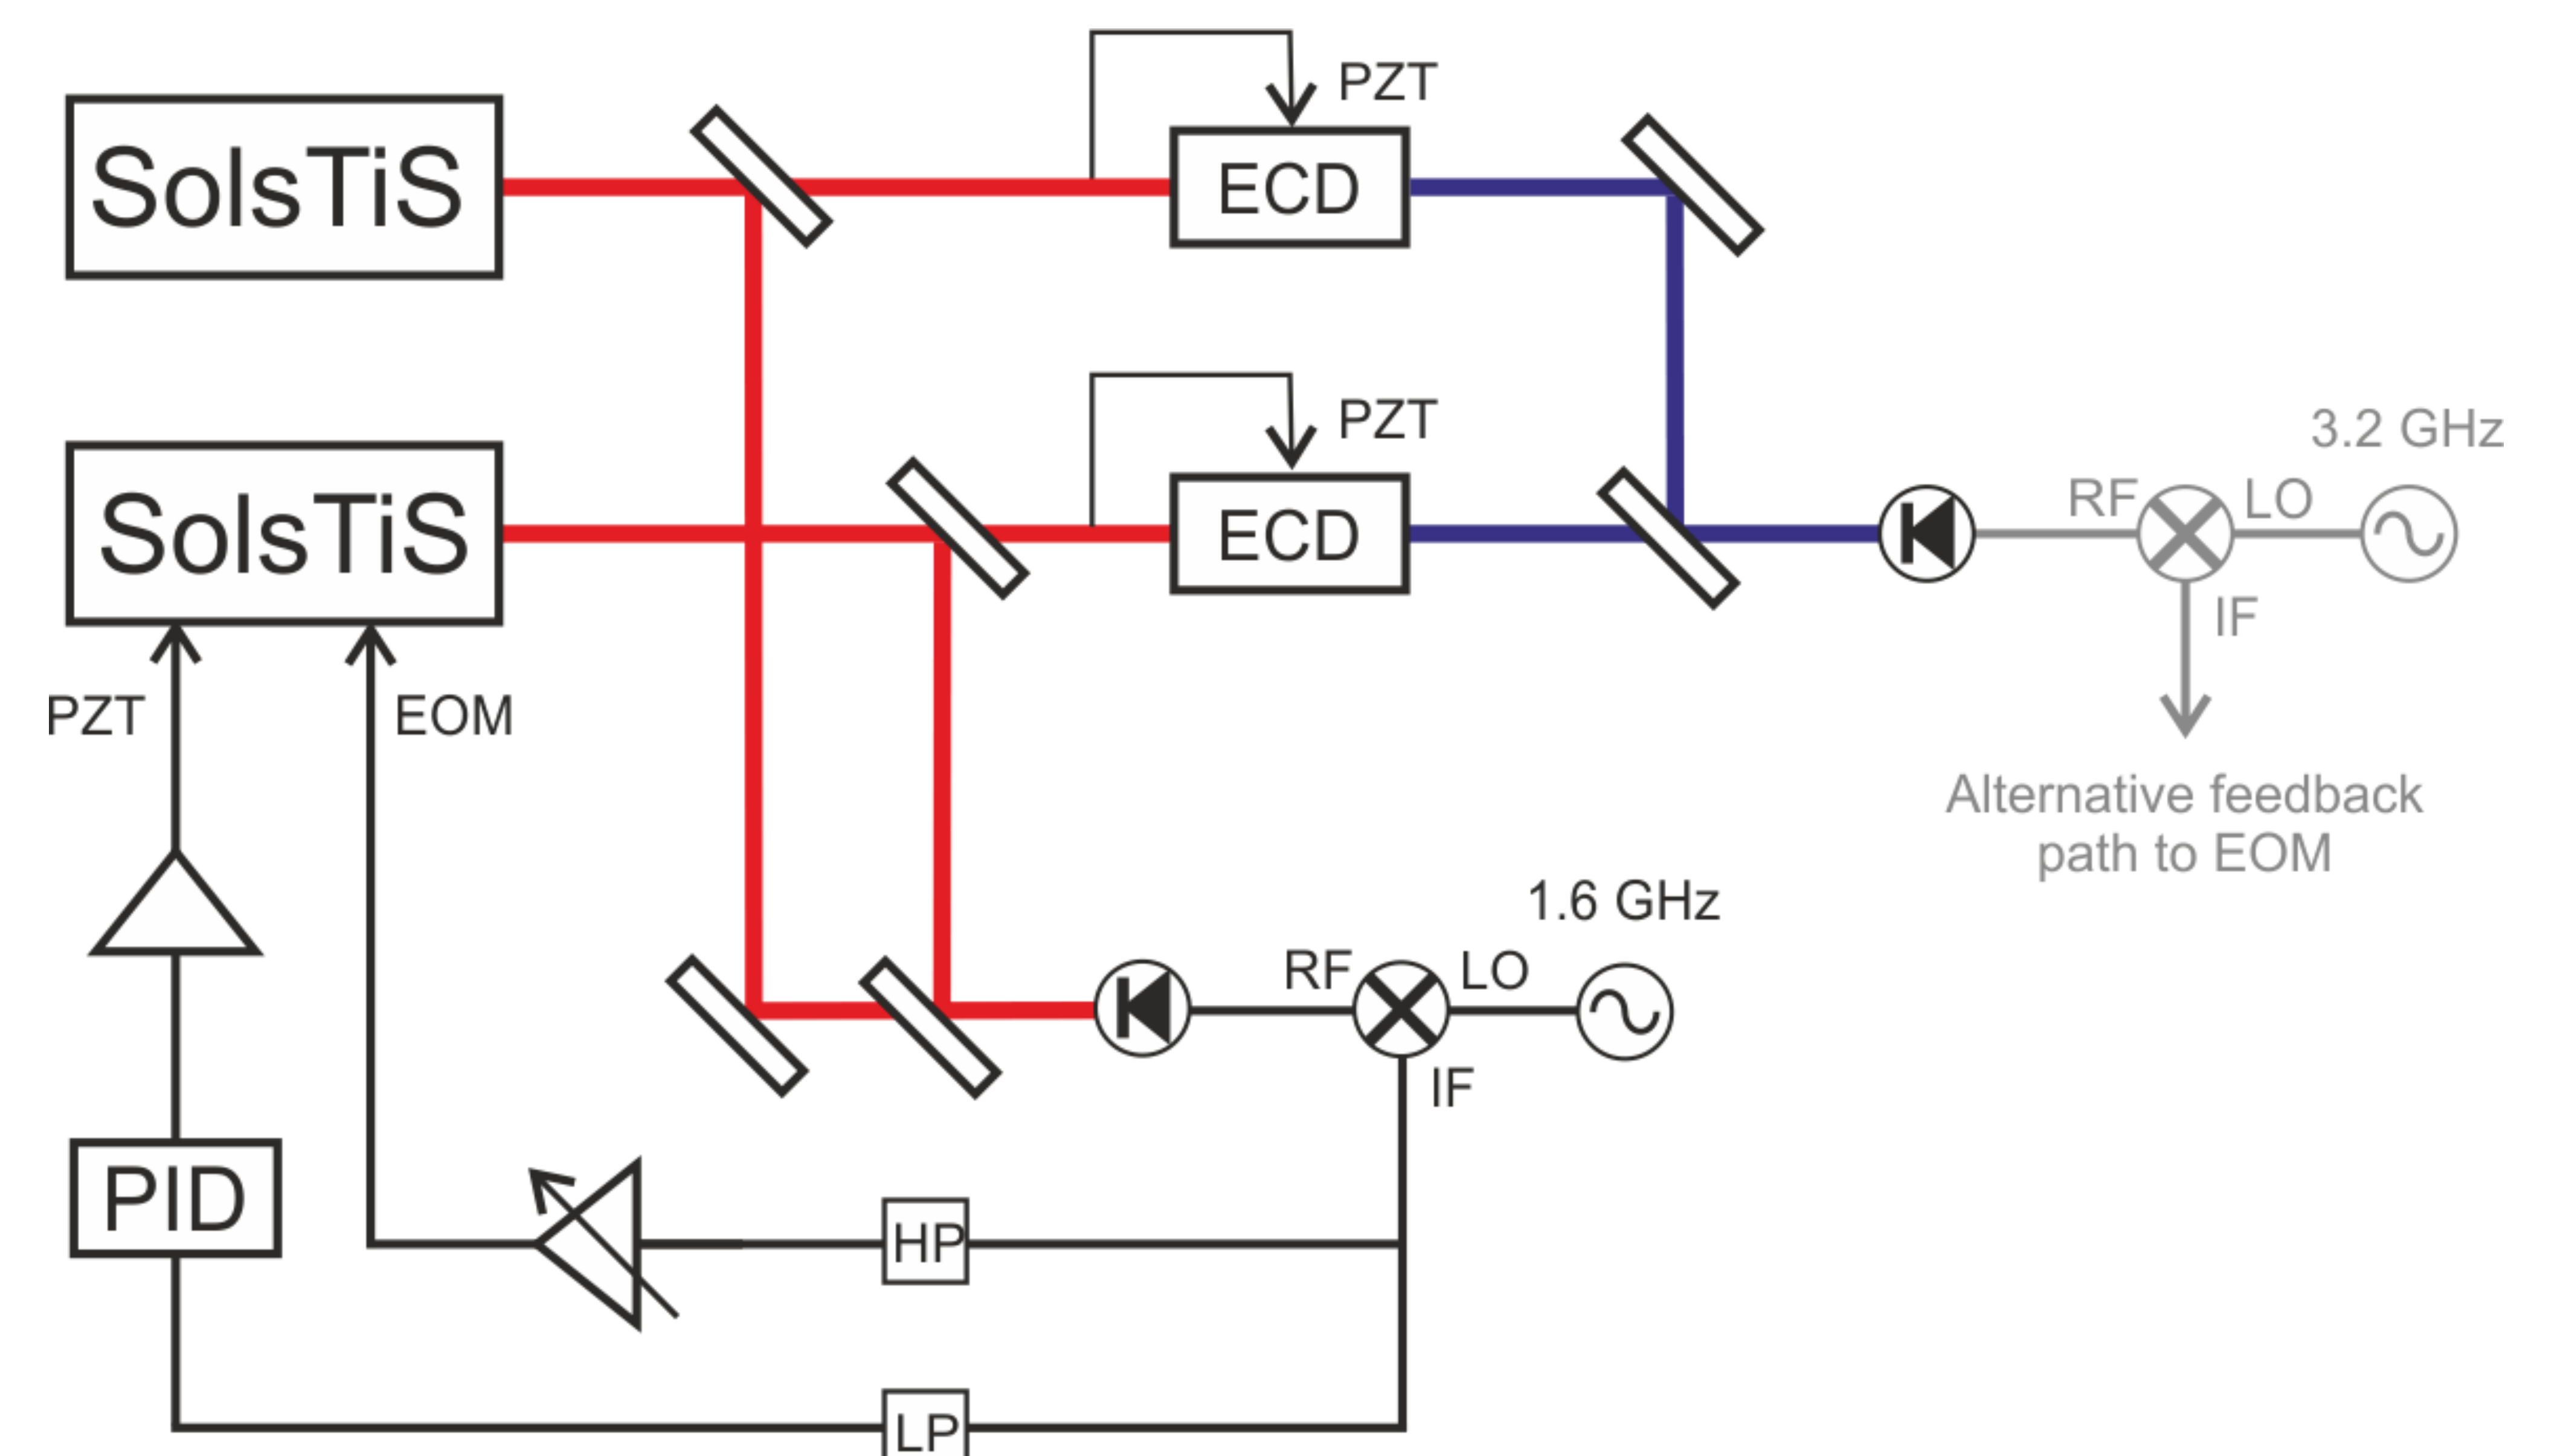 PZT
SolsTiS
ECD
PZT
SolsTiS
ECD
3.2 GHz
RF
LO
IF
PZT
EOM
Alternative feedback
path to EOM
1.6 GHz
RF
LO
IF
PID
HP
LP